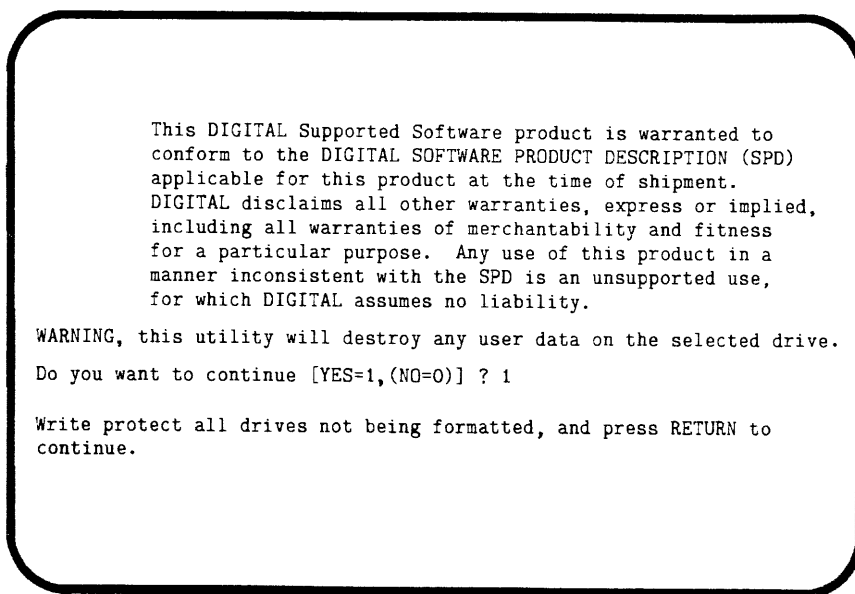 This DIGITAL Supported Software product is warranted to
conform to the DIGITAL SOFTWARE PRODUCT DESCRIPTION (SPD)
applicable for this product at the time of shipment.
DIGITAL disclaims all other warranties, express or implied,
including all warranties of merchantability and fitness
for a particular purpose.  Any use of this product in a
manner inconsistent with the SPD is an unsupported use,
for which DIGITAL assumes no liability.
WARNING, this utility will destroy any user data on the selected drive.
Do you want to continue [YES=1,(NO=0)] ? 1
Write protect all drives not being formatted, and press RETURN to
continue.